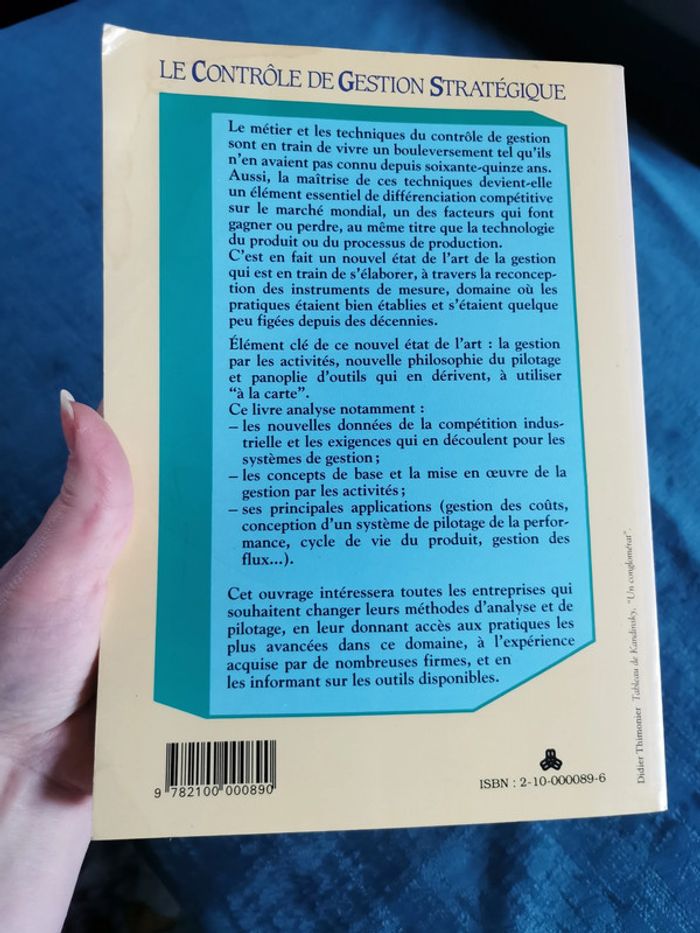 LE CONTRÔLE DE GESTION STRATÉGIQUE
Le métier et les techniques du contrôle de gestion
sont en train de vivre un bouleversement tel qu'ils
n'en avaient pas connu depuis soixante-quinze ans.
Aussi, la maîtrise de ces techniques devient-elle
un élément essentiel de différenciation compétitive
sur le marché mondial, un des facteurs qui font
gagner ou perdre, au même titre que la technologie
du produit ou du processus de production.
C'est en fait un nouvel état de l'art de la gestion
qui est en train de s'élaborer, à travers la reconcep-
tion des instruments de mesure, domaine où les
pratiques étaient bien établies et s'étaient quelque
peu figées depuis des décennies.
Élément clé de ce nouvel état de l'art : la gestion
par les activités, nouvelle philosophie du pilotage
et panoplie d'outils qui en dérivent, à utiliser
"à la carte".
Ce livre analyse notamment :
– les nouvelles données de la compétition indus-
trielle et les exigences qui en découlent pour les
systèmes de gestion ;
– les concepts de base et la mise en œuvre de la
gestion par les activités ;
– ses principales applications (gestion des coûts,
conception d'un système de pilotage de la perfor-
mance, cycle de vie du produit, gestion des
flux...).
Cet ouvrage intéressera toutes les entreprises qui
souhaitent changer leurs méthodes d'analyse et de
pilotage, en leur donnant accès aux pratiques les
plus avancées dans ce domaine, à l'expérience
acquise par de nombreuses firmes, et en
les informant sur les outils disponibles.
9 782100 000890
ISBN : 2-10-000089-6
Didier Thimonier Tableau de Kandinsky, "Un conglomérat".